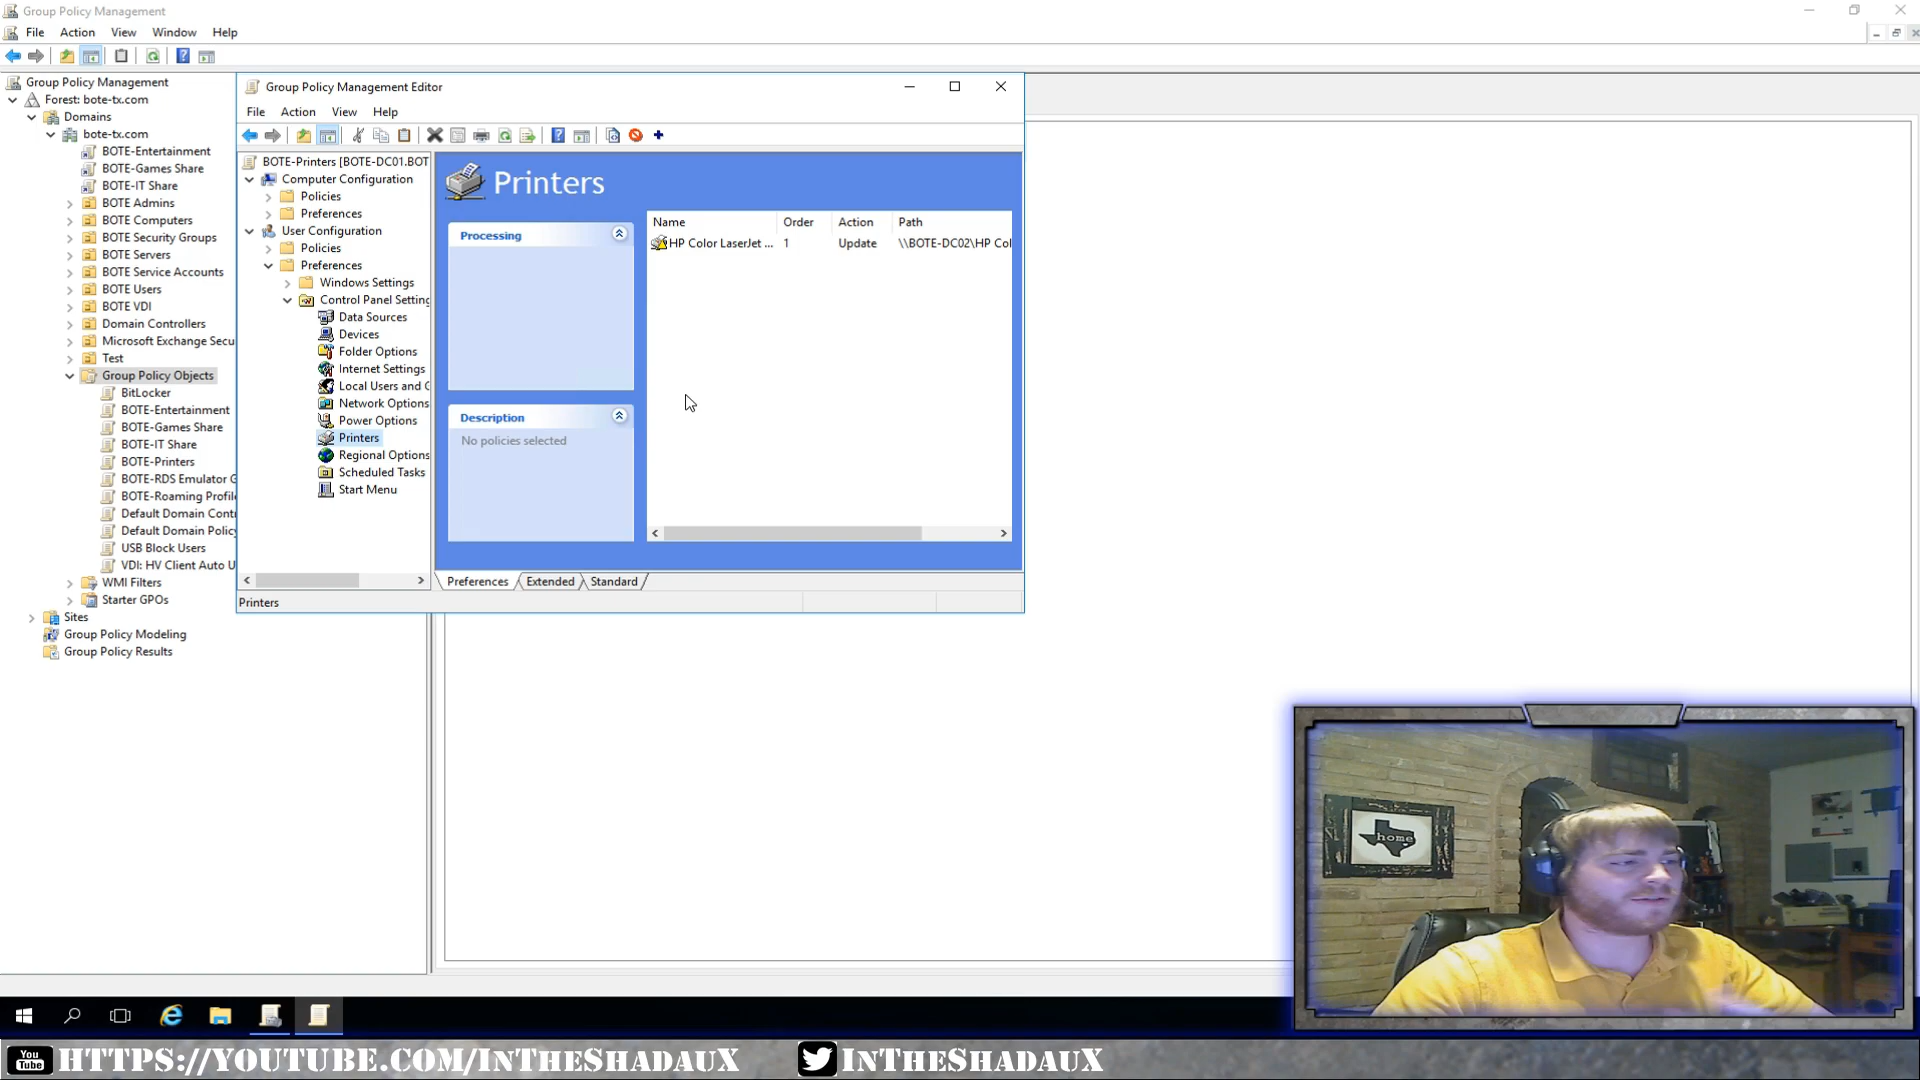 Group Policy Management
File Action View Window Help
Group Policy Management
Forest: bote-tx.com
Domains
bote-tx.com
BOTE-Entertainment
BOTE-Games Share
BOTE-IT Share
BOTE Admins
BOTE Computers
BOTE Security Groups
BOTE Servers
BOTE Service Accounts
BOTE Users
BOTE VDI
Domain Controllers
Microsoft Exchange Secu
Test
Group Policy Objects
BitLocker
BOTE-Entertainment
BOTE-Games Share
BOTE-IT Share
BOTE-Printers
BOTE-RDS Emulator G
BOTE-Roaming Profile
Default Domain Cont
Default Domain Policy
USB Block Users
VDI: HV Client Auto U
WMI Filters
Starter GPOs
Sites
Group Policy Modeling
Group Policy Results
Group Policy Management Editor
File Action View Help
BOTE-Printers [BOTE-DC01.BOT
Computer Configuration
Policies
Preferences
User Configuration
Policies
Preferences
Windows Settings
Control Panel Setting
Data Sources
Devices
Folder Options
Internet Settings
Local Users and G
Network Options
Power Options
Printers
Regional Options
Scheduled Tasks
Start Menu
Printers
Processing
Description
No policies selected
Name Order Action Path
HP Color LaserJet ... 1 Update \\BOTE-DC02\HP Col
Preferences Extended Standard
Printers
home
You Tube HTTPS://YOUTUBE.COM/INTHESHADAUX INTHESHADAUX